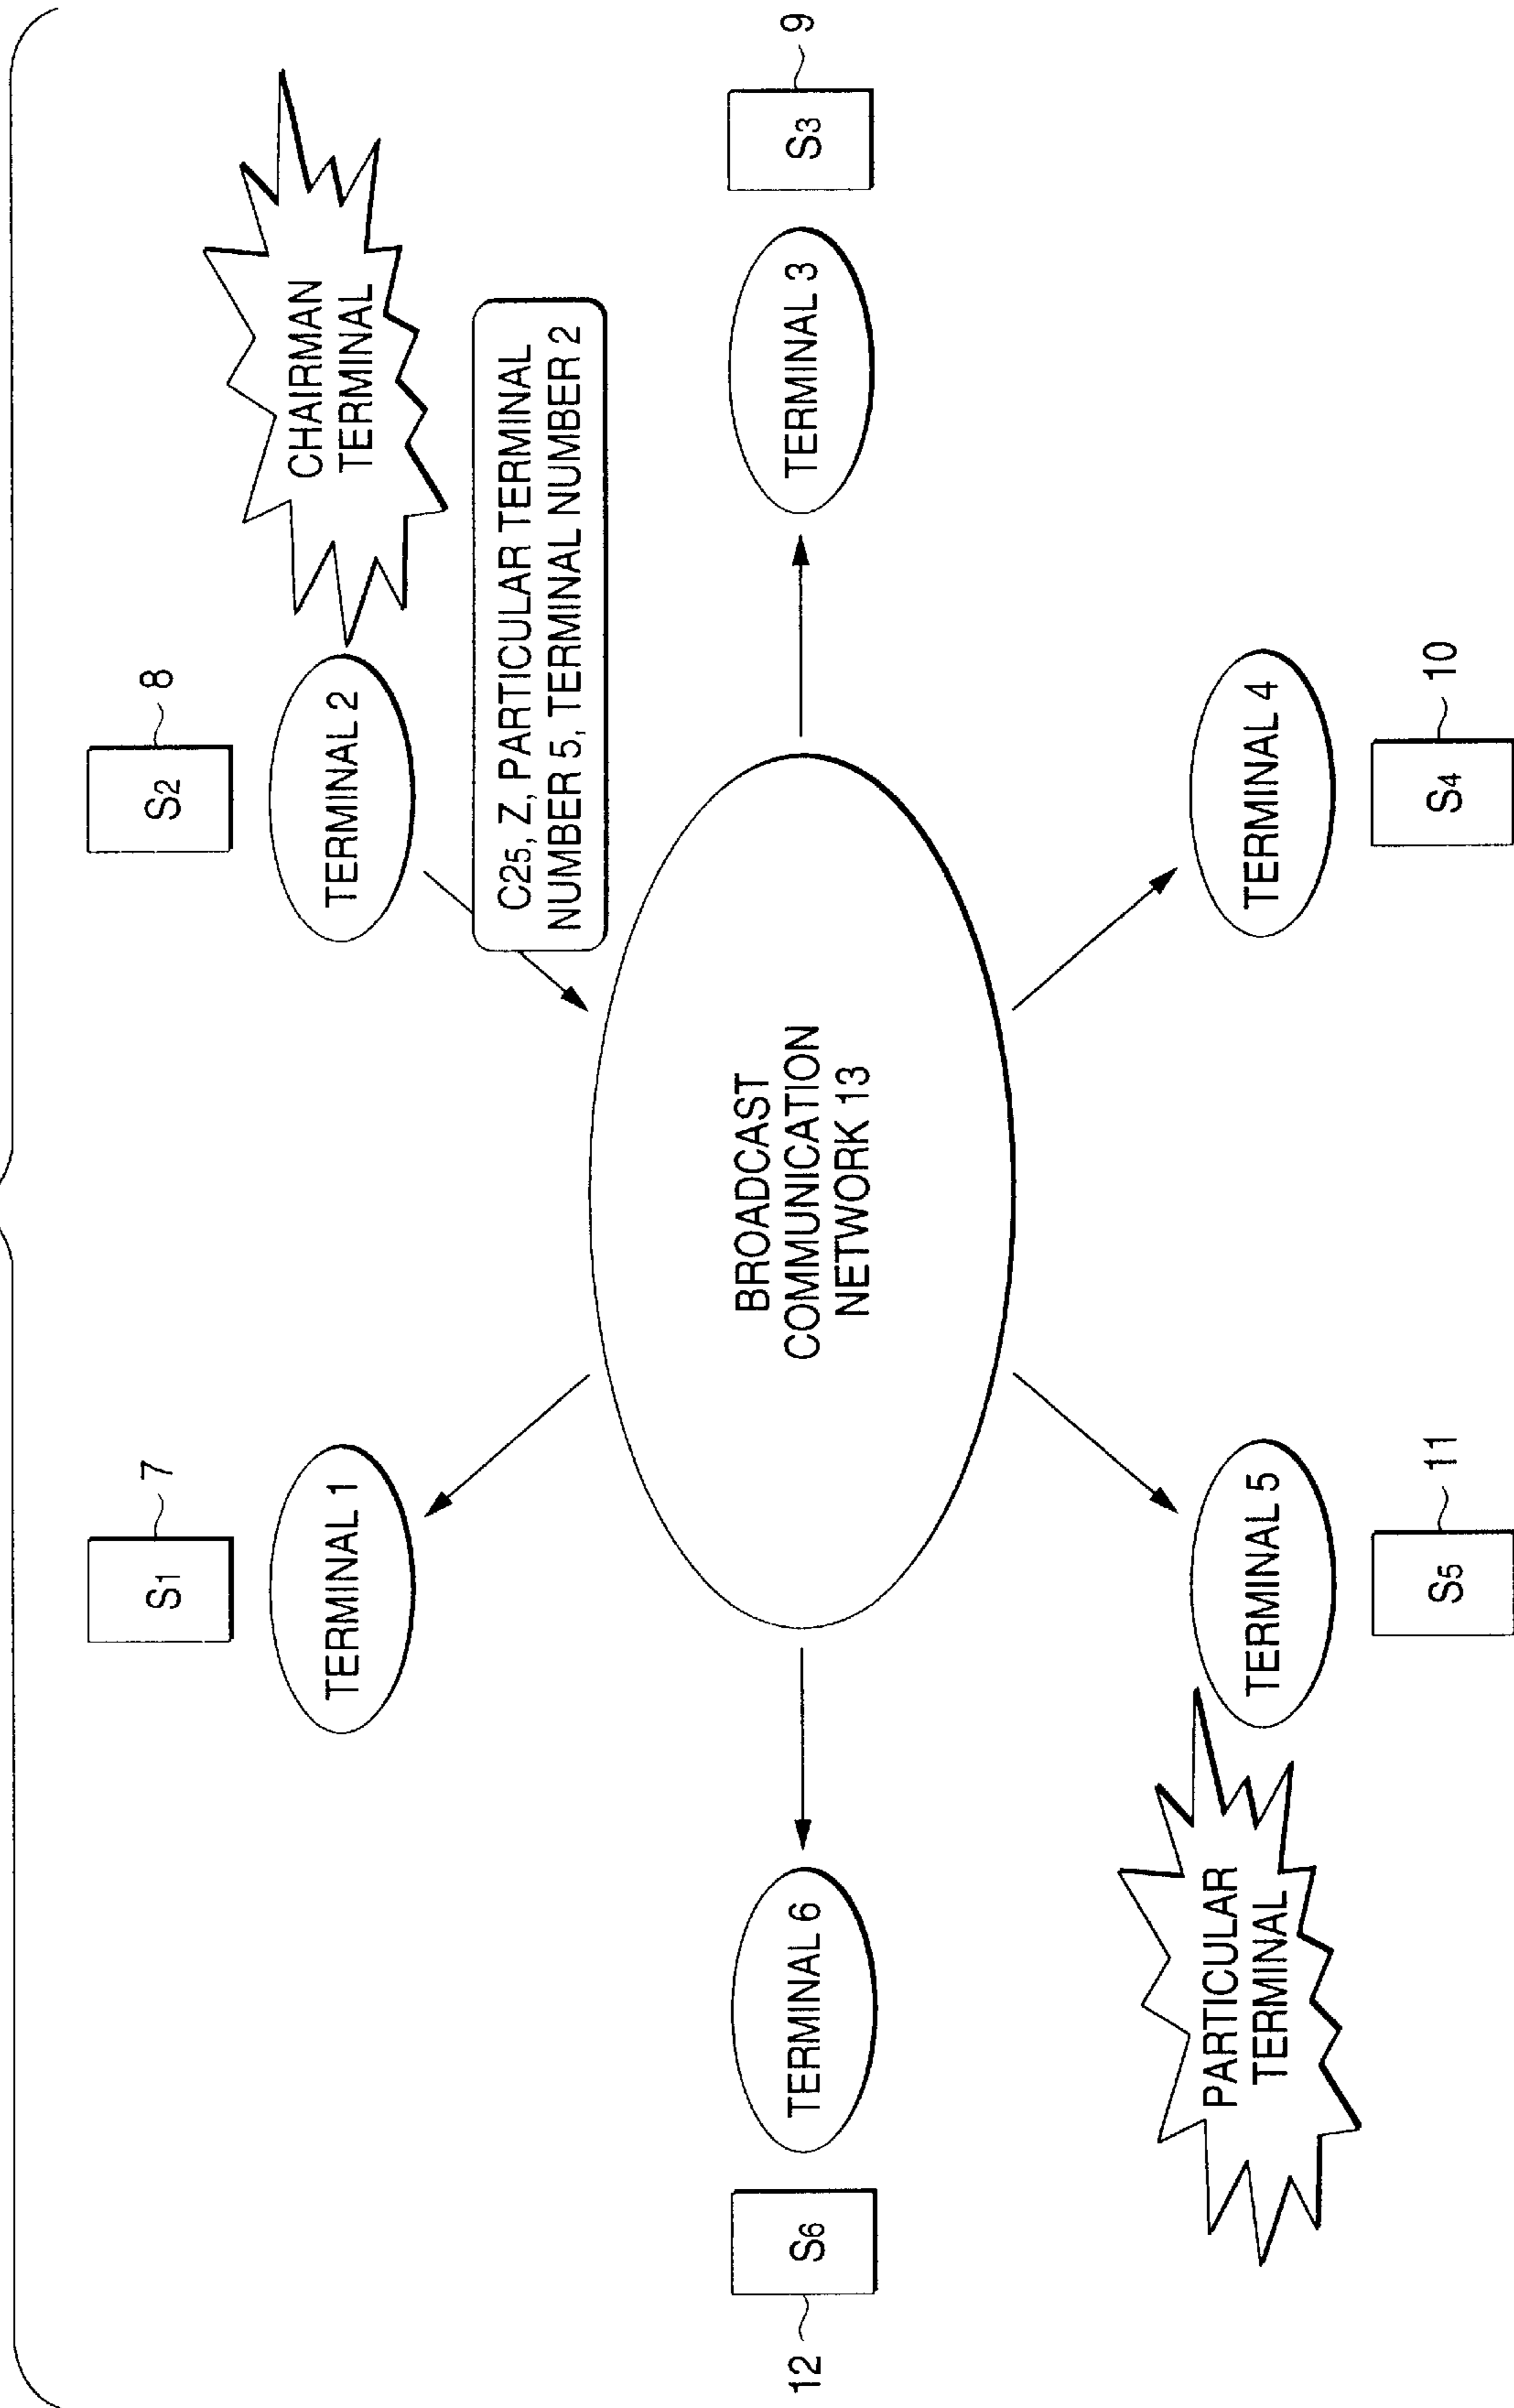 7
S1
TERMINAL 1
8
S2
TERMINAL 2
CHAIRMAN
TERMINAL
C25, Z, PARTICULAR TERMINAL
NUMBER 5, TERMINAL NUMBER 2
12
S6
TERMINAL 6
BROADCAST
COMMUNICATION
NETWORK 13
TERMINAL 3
S3
9
PARTICULAR
TERMINAL
TERMINAL 5
S5
11
TERMINAL 4
S4
10